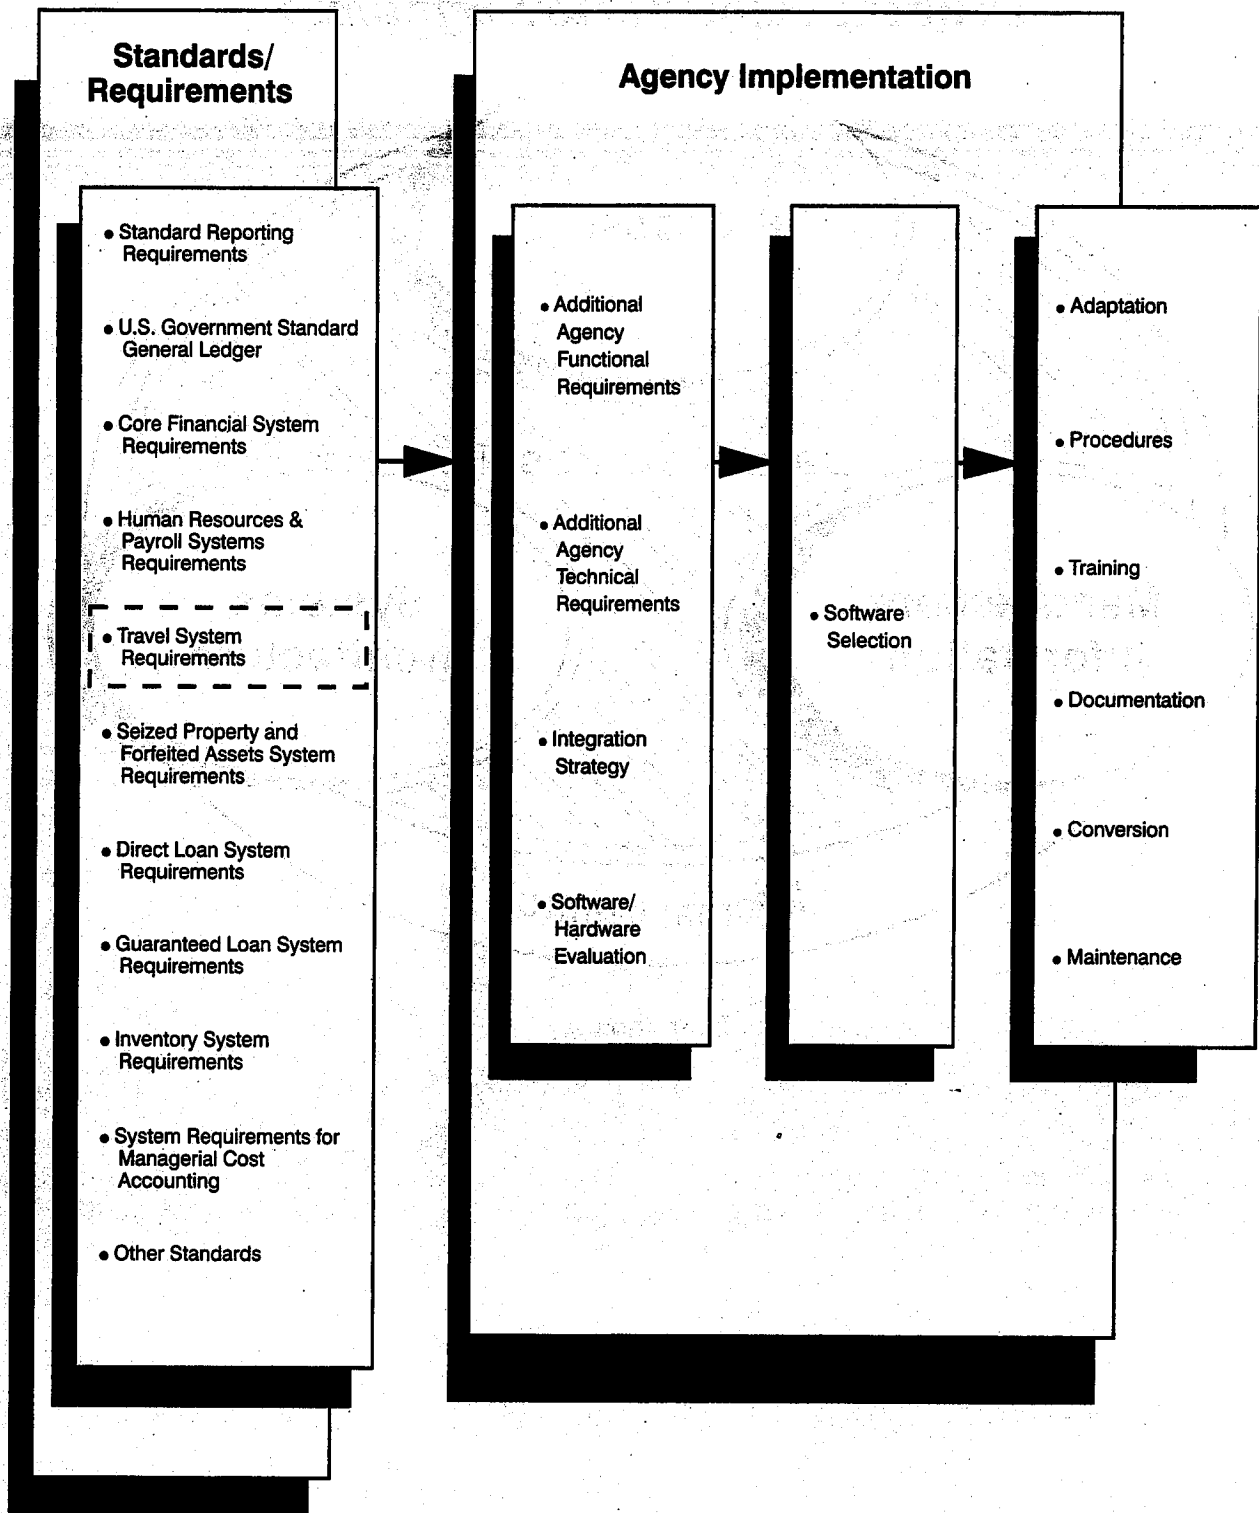 Standards/
Requirements
• Standard Reporting
Requirements
• U.S. Government Standard
General Ledger
• Core Financial System
Requirements
• Human Resources &
Payroll Systems
Requirements
• Travel System
Requirements
• Seized Property and
Forfeited Assets System
Requirements
• Direct Loan System
Requirements
• Guaranteed Loan System
Requirements
• Inventory System
Requirements
• System Requirements for
Managerial Cost
Accounting
• Other Standards
Agency Implementation
• Additional
Agency
Functional
Requirements
• Additional
Agency
Technical
Requirements
• Integration
Strategy
• Software/
Hardware
Evaluation
• Software
Selection
• Adaptation
• Procedures
• Training
• Documentation
• Conversion
• Maintenance